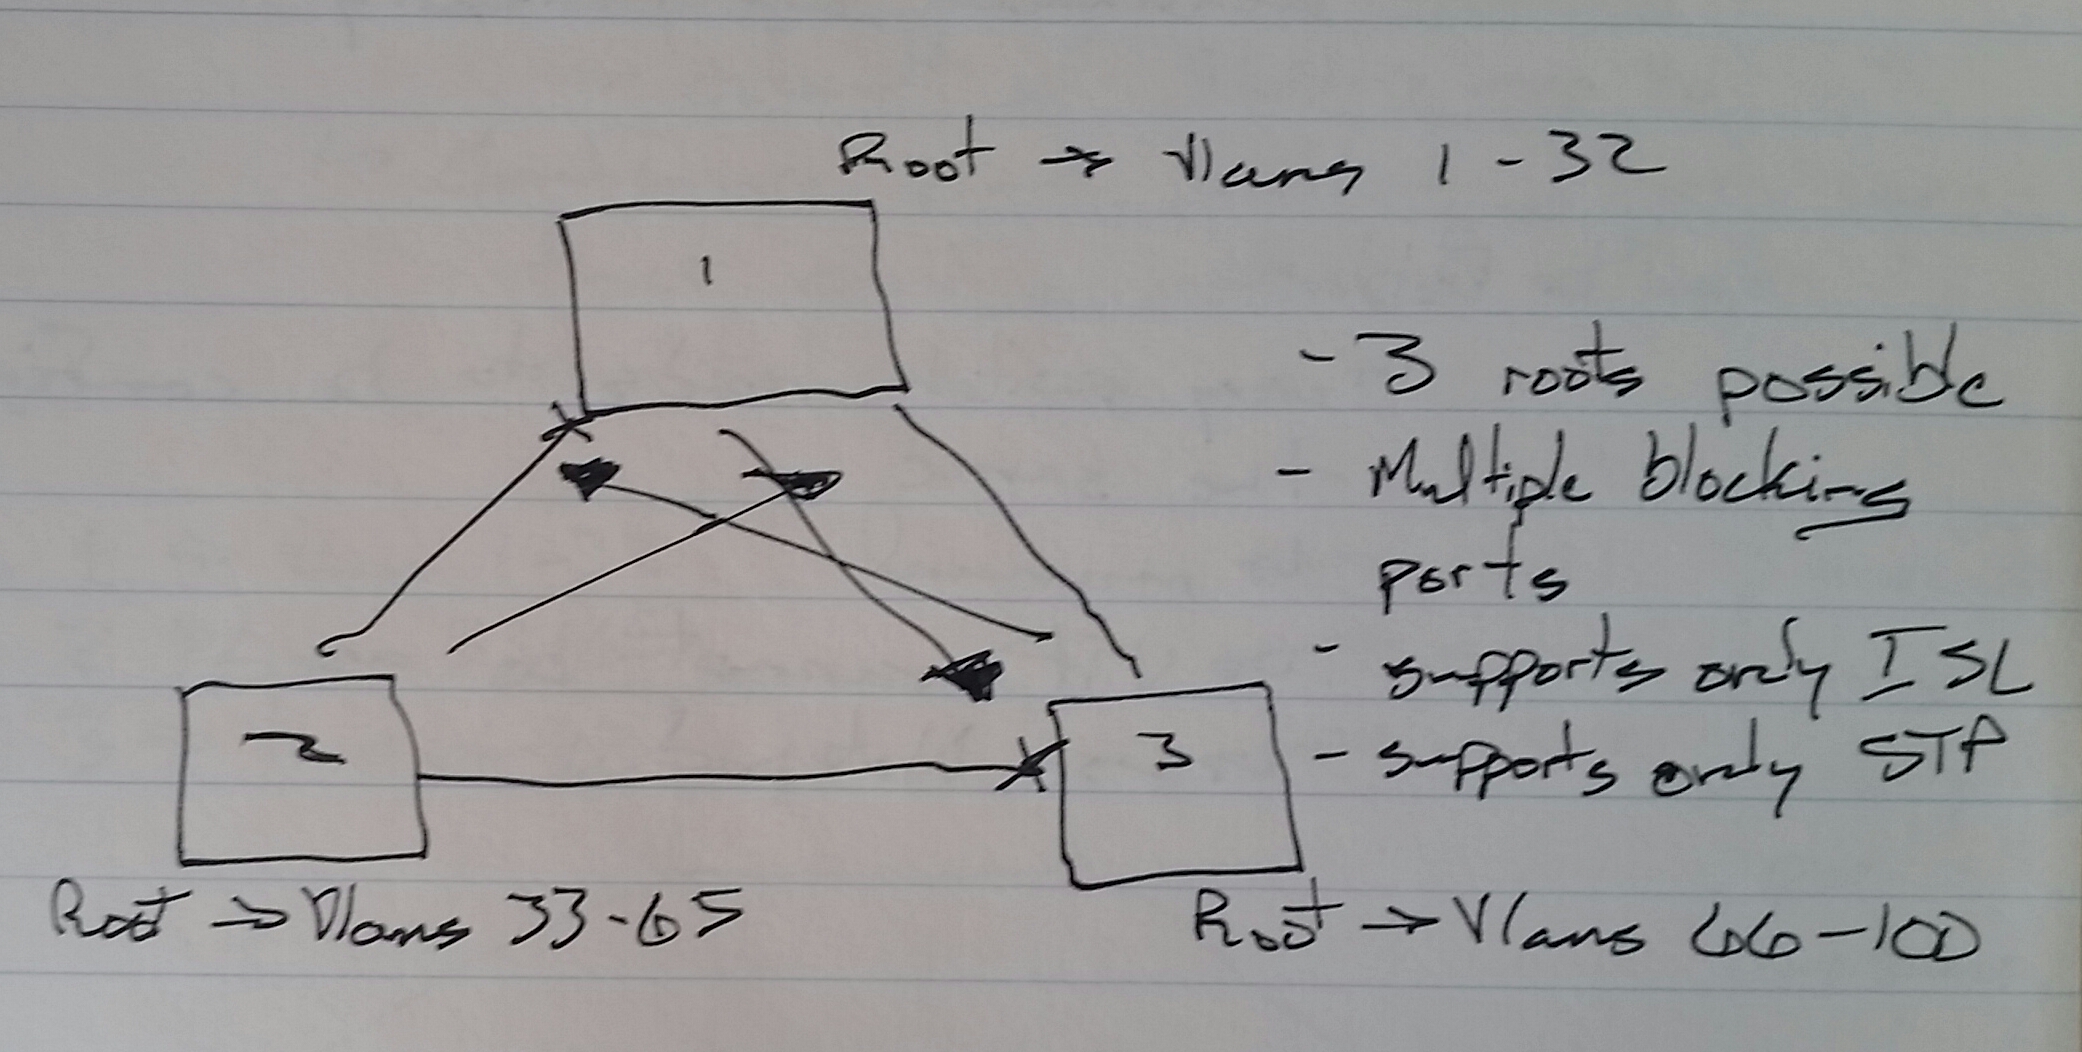 Root → Vlans 1 - 32
1
- 3 roots possible
- Multiple blocking
ports
- supports only ISL
- supports only STP
2
3
Root → Vlans 33-65
Root → Vlans 66-100